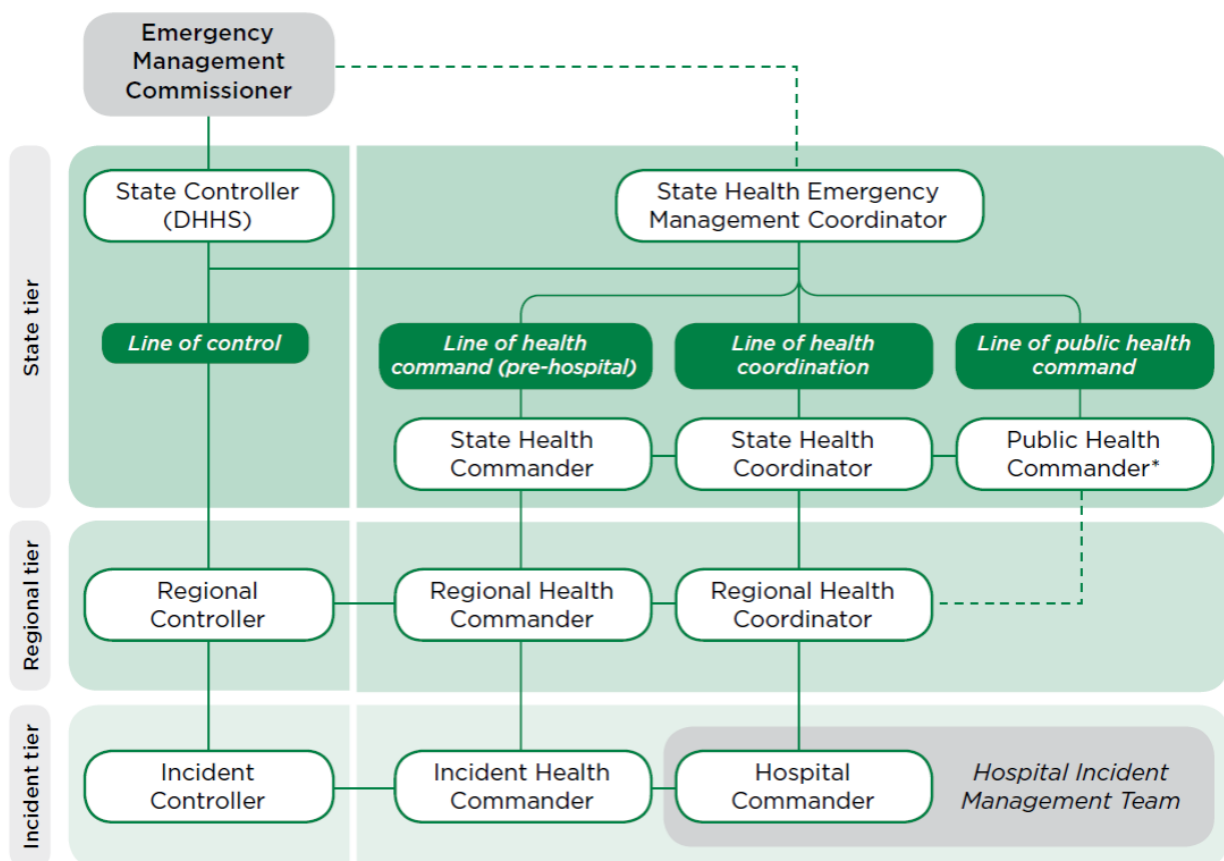 Emergency
Management
Commissioner
State tier
State Controller
(DHHS)
State Health Emergency
Management Coordinator
Line of control
Line of health
command (pre-hospital)
Line of health
coordination
Line of public health
command
State Health
Commander
State Health
Coordinator
Public Health
Commander*
Regional tier
Regional
Controller
Regional Health
Commander
Regional Health
Coordinator
Incident tier
Incident
Controller
Incident Health
Commander
Hospital
Commander
Hospital Incident
Management Team